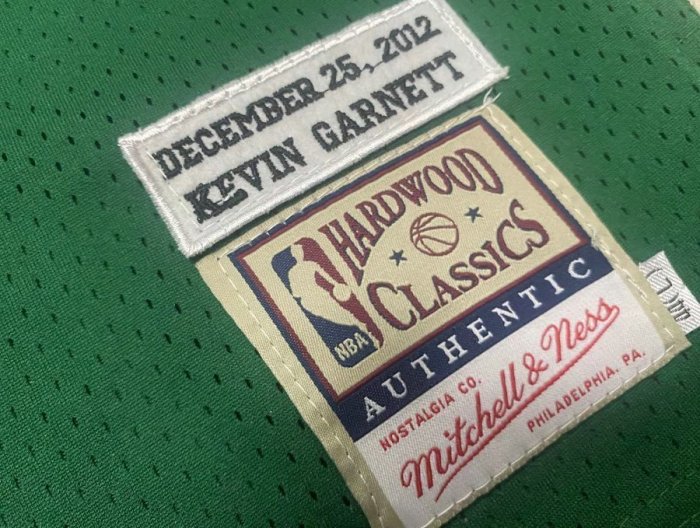 DECEMBER 25, 2012
KEVIN GARNETT
HARDWOOD
CLASSICS
NBA
AUTHENTIC
NOSTALGIA CO.
Mitchell & Ness
PHILADELPHIA, PA.